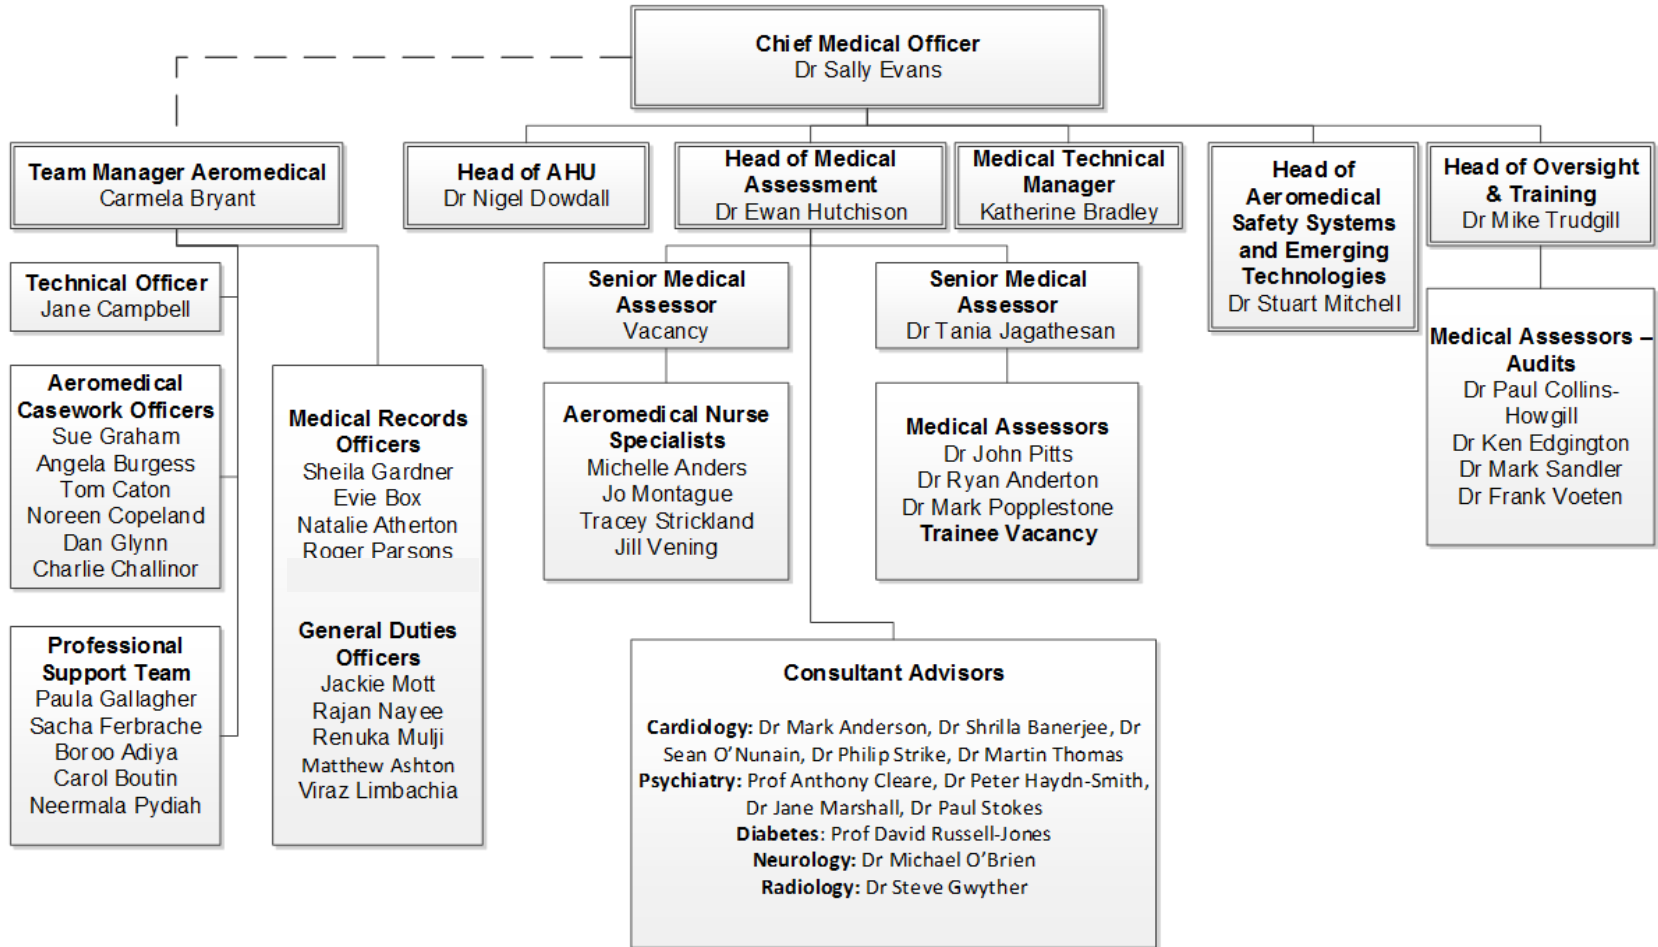 Chief Medical Officer
Dr Sally Evans
Team Manager Aeromedical
Carmela Bryant
Head of AHU
Dr Nigel Dowdall
Head of Medical
Assessment
Dr Ewan Hutchison
Medical Technical
Manager
Katherine Bradley
Head of
Aeromedical
Safety Systems
and Emerging
Technologies
Dr Stuart Mitchell
Head of Oversight
& Training
Dr Mike Trudgill
Technical Officer
Jane Campbell
Aeromedical
Casework Officers
Sue Graham
Angela Burgess
Tom Caton
Noreen Copeland
Dan Glynn
Charlie Challinor
Professional
Support Team
Paula Gallagher
Sacha Ferbrache
Boroo Adiya
Carol Boutin
Neermala Pydiah
Medical Records
Officers
Sheila Gardner
Evie Box
Natalie Atherton
Roger Parsons
General Duties
Officers
Jackie Mott
Rajan Nayee
Renuka Mulji
Matthew Ashton
Viraz Limbachia
Senior Medical
Assessor
Vacancy
Aeromedical Nurse
Specialists
Michelle Anders
Jo Montague
Tracey Strickland
Jill Vening
Senior Medical
Assessor
Dr Tania Jagathesan
Medical Assessors
Dr John Pitts
Dr Ryan Anderton
Dr Mark Popplestone
Trainee Vacancy
Medical Assessors –
Audits
Dr Paul Collins-
Howgill
Dr Ken Edgington
Dr Mark Sandler
Dr Frank Voeten
Consultant Advisors
Cardiology: Dr Mark Anderson, Dr Shrilla Banerjee, Dr
Sean O’Nunain, Dr Philip Strike, Dr Martin Thomas
Psychiatry: Prof Anthony Cleare, Dr Peter Haydn-Smith,
Dr Jane Marshall, Dr Paul Stokes
Diabetes: Prof David Russell-Jones
Neurology: Dr Michael O’Brien
Radiology: Dr Steve Gwyther